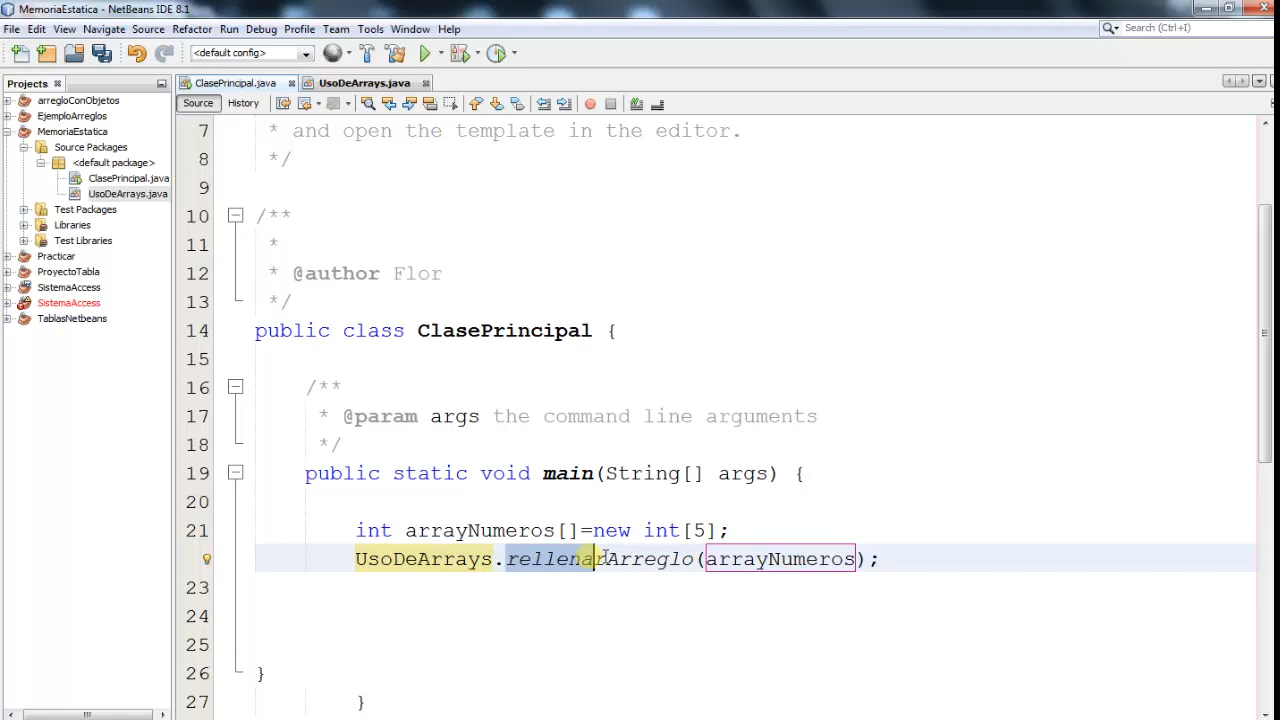 MemoriaEstatica - NetBeans IDE 8.1
File Edit View Navigate Source Refactor Run Debug Profile Team Tools Window Help
Search (Ctrl+I)
<default config>
Projects
ClasePrincipal.java
UsoDeArrays.java
Source History
arregloConObjetos
EjemploArreglos
MemoriaEstatica
Source Packages
<default package>
ClasePrincipal.java
UsoDeArrays.java
Test Packages
Libraries
Test Libraries
Practicar
ProyectoTabla
SistemaAccess
SistemaAccess
TablasNetbeans
7 * and open the template in the editor.
8 */
9
10 /**
11 *
12 * @author Flor
13 */
14 public class ClasePrincipal {
15
16 /**
17 * @param args the command line arguments
18 */
19 public static void main(String[] args) {
20
21 int arrayNumeros[]=new int[5];
UsoDeArrays.rellenarArreglo(arrayNumeros);
23
24
25
26 }
27 }